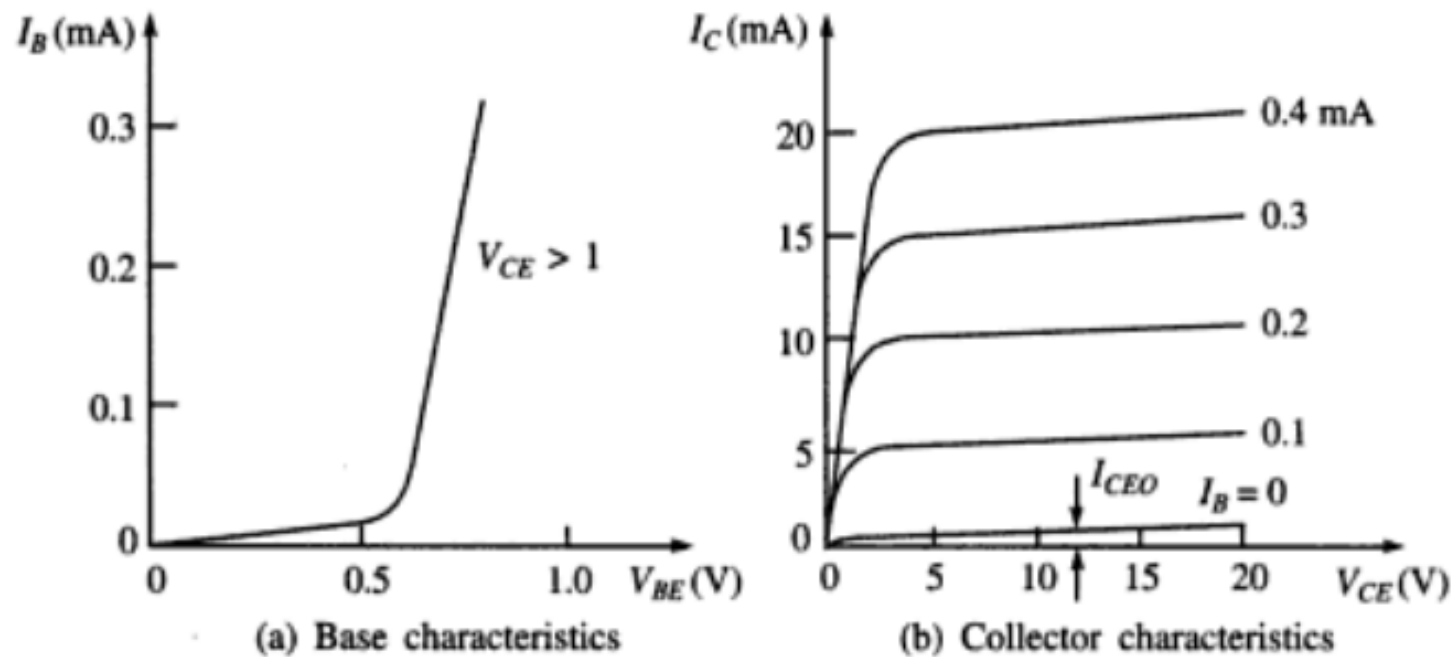 I_B (mA)
0.3
0.2
0.1
0
V_CE > 1
0
0.5
1.0
V_BE (V)
(a) Base characteristics
I_C (mA)
20
15
10
5
0
0.4 mA
0.3
0.2
0.1
I_CEO
I_B = 0
0
5
10
15
20
V_CE (V)
(b) Collector characteristics